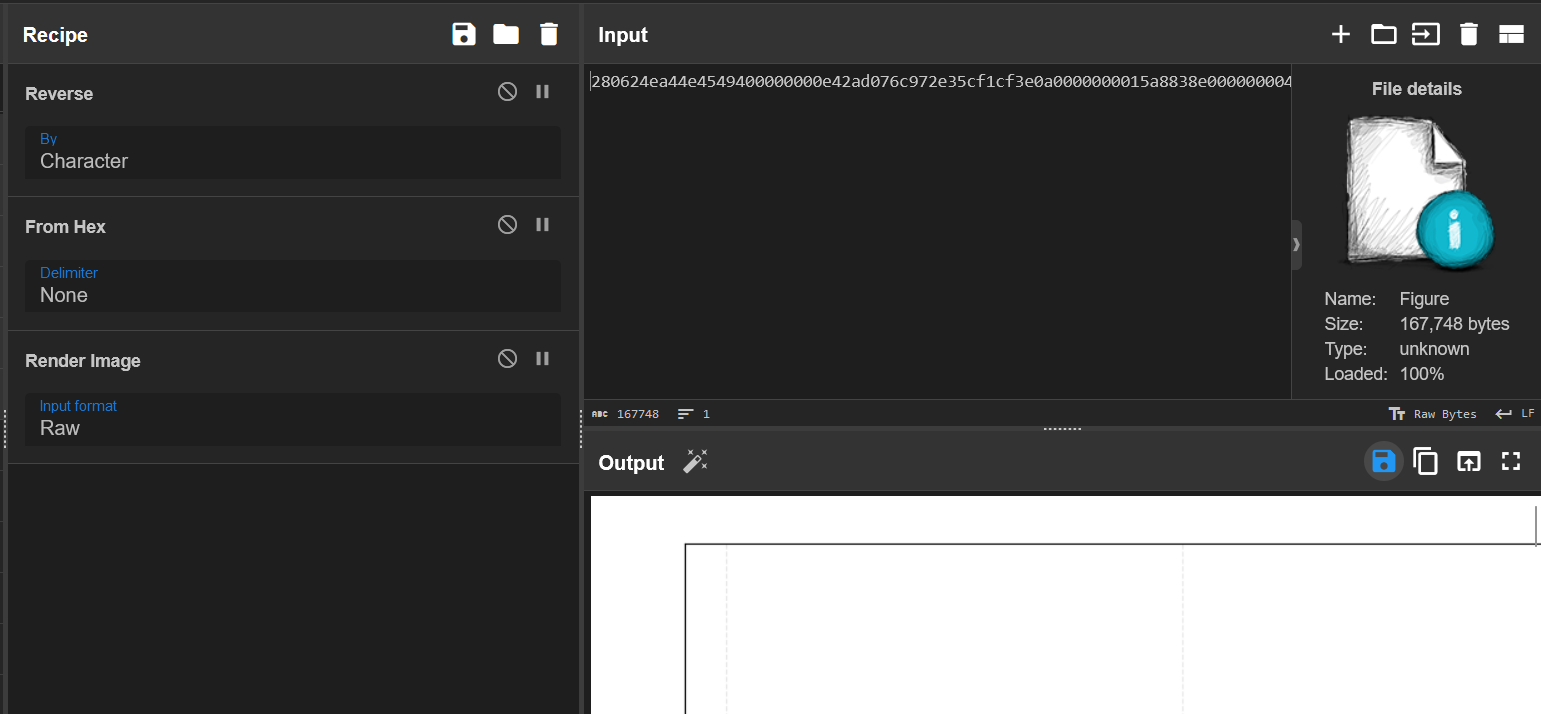 Recipe
Reverse
By
Character
From Hex
Delimiter
None
Render Image
Input format
Raw
Input
280624ea44e4549400000000e42ad076c972e35cf1cf3e0a0000000015a8838e000000004
File details
Name: Figure
Size: 167,748 bytes
Type: unknown
Loaded: 100%
ABC 167748 1
Raw Bytes LF
Output